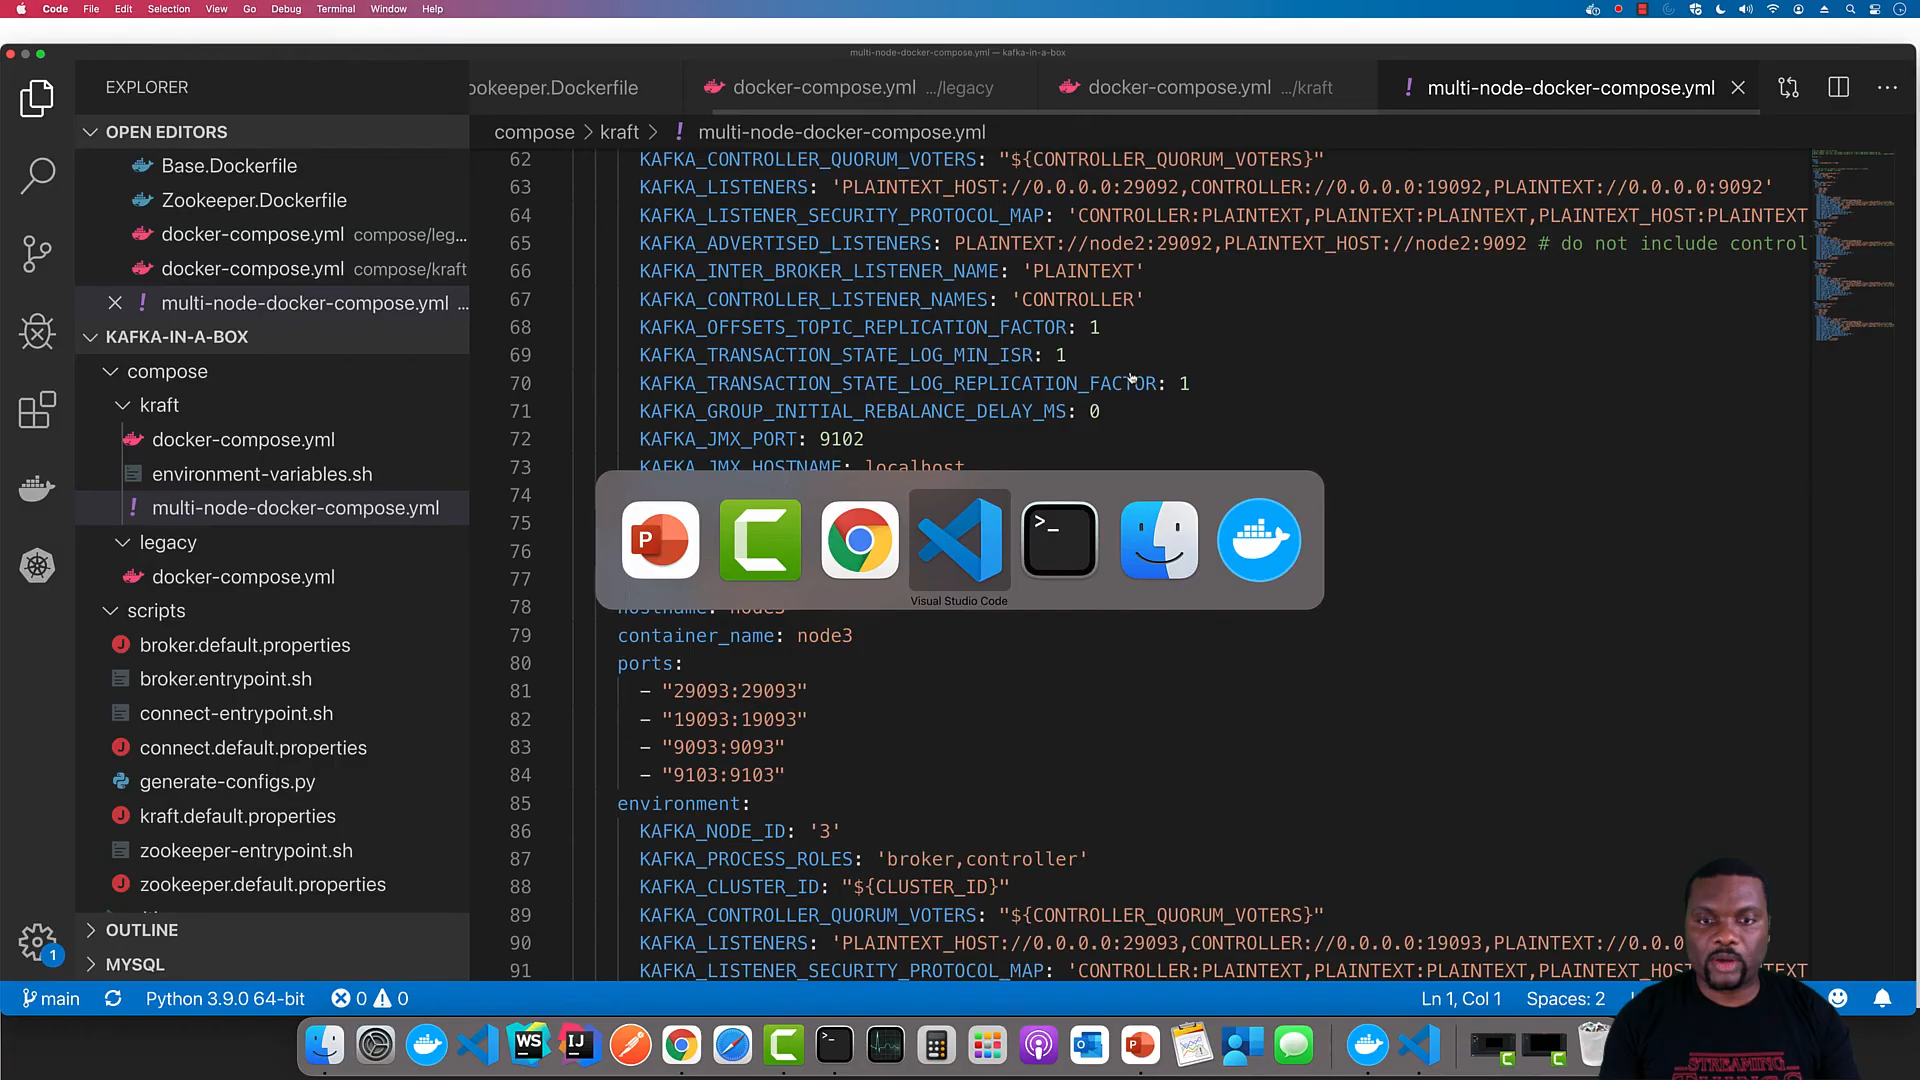 Code File Edit Selection View Go Debug Terminal Window Help
multi-node-docker-compose.yml — kafka-in-a-box
EXPLORER
OPEN EDITORS
Base.Dockerfile
Zookeeper.Dockerfile
docker-compose.yml compose/leg...
docker-compose.yml compose/kraft
multi-node-docker-compose.yml ...
KAFKA-IN-A-BOX
compose
kraft
docker-compose.yml
environment-variables.sh
multi-node-docker-compose.yml
legacy
docker-compose.yml
scripts
broker.default.properties
broker.entrypoint.sh
connect-entrypoint.sh
connect.default.properties
generate-configs.py
kraft.default.properties
zookeeper-entrypoint.sh
zookeeper.default.properties
OUTLINE
MYSQL
ookeeper.Dockerfile docker-compose.yml .../legacy docker-compose.yml .../kraft multi-node-docker-compose.yml
compose > kraft > ! multi-node-docker-compose.yml
62 KAFKA_CONTROLLER_QUORUM_VOTERS: "${CONTROLLER_QUORUM_VOTERS}"
63 KAFKA_LISTENERS: 'PLAINTEXT_HOST://0.0.0.0:29092,CONTROLLER://0.0.0.0:19092,PLAINTEXT://0.0.0.0:9092'
64 KAFKA_LISTENER_SECURITY_PROTOCOL_MAP: 'CONTROLLER:PLAINTEXT,PLAINTEXT:PLAINTEXT,PLAINTEXT_HOST:PLAINTEXT
65 KAFKA_ADVERTISED_LISTENERS: PLAINTEXT://node2:29092,PLAINTEXT_HOST://node2:9092 # do not include control
66 KAFKA_INTER_BROKER_LISTENER_NAME: 'PLAINTEXT'
67 KAFKA_CONTROLLER_LISTENER_NAMES: 'CONTROLLER'
68 KAFKA_OFFSETS_TOPIC_REPLICATION_FACTOR: 1
69 KAFKA_TRANSACTION_STATE_LOG_MIN_ISR: 1
70 KAFKA_TRANSACTION_STATE_LOG_REPLICATION_FACTOR: 1
71 KAFKA_GROUP_INITIAL_REBALANCE_DELAY_MS: 0
72 KAFKA_JMX_PORT: 9102
73 KAFKA_JMX_HOSTNAME: localhost
74
75
76
77
Visual Studio Code
78 hostname: node3
79 container_name: node3
80 ports:
81 - "29093:29093"
82 - "19093:19093"
83 - "9093:9093"
84 - "9103:9103"
85 environment:
86 KAFKA_NODE_ID: '3'
87 KAFKA_PROCESS_ROLES: 'broker,controller'
88 KAFKA_CLUSTER_ID: "${CLUSTER_ID}"
89 KAFKA_CONTROLLER_QUORUM_VOTERS: "${CONTROLLER_QUORUM_VOTERS}"
90 KAFKA_LISTENERS: 'PLAINTEXT_HOST://0.0.0.0:29093,CONTROLLER://0.0.0.0:19093,PLAINTEXT://0.0.0
91 KAFKA_LISTENER_SECURITY_PROTOCOL_MAP: 'CONTROLLER:PLAINTEXT,PLAINTEXT:PLAINTEXT,PLAINTEXT_HOST
main Python 3.9.0 64-bit 0 0 Ln 1, Col 1 Spaces: 2
1
STREAMING